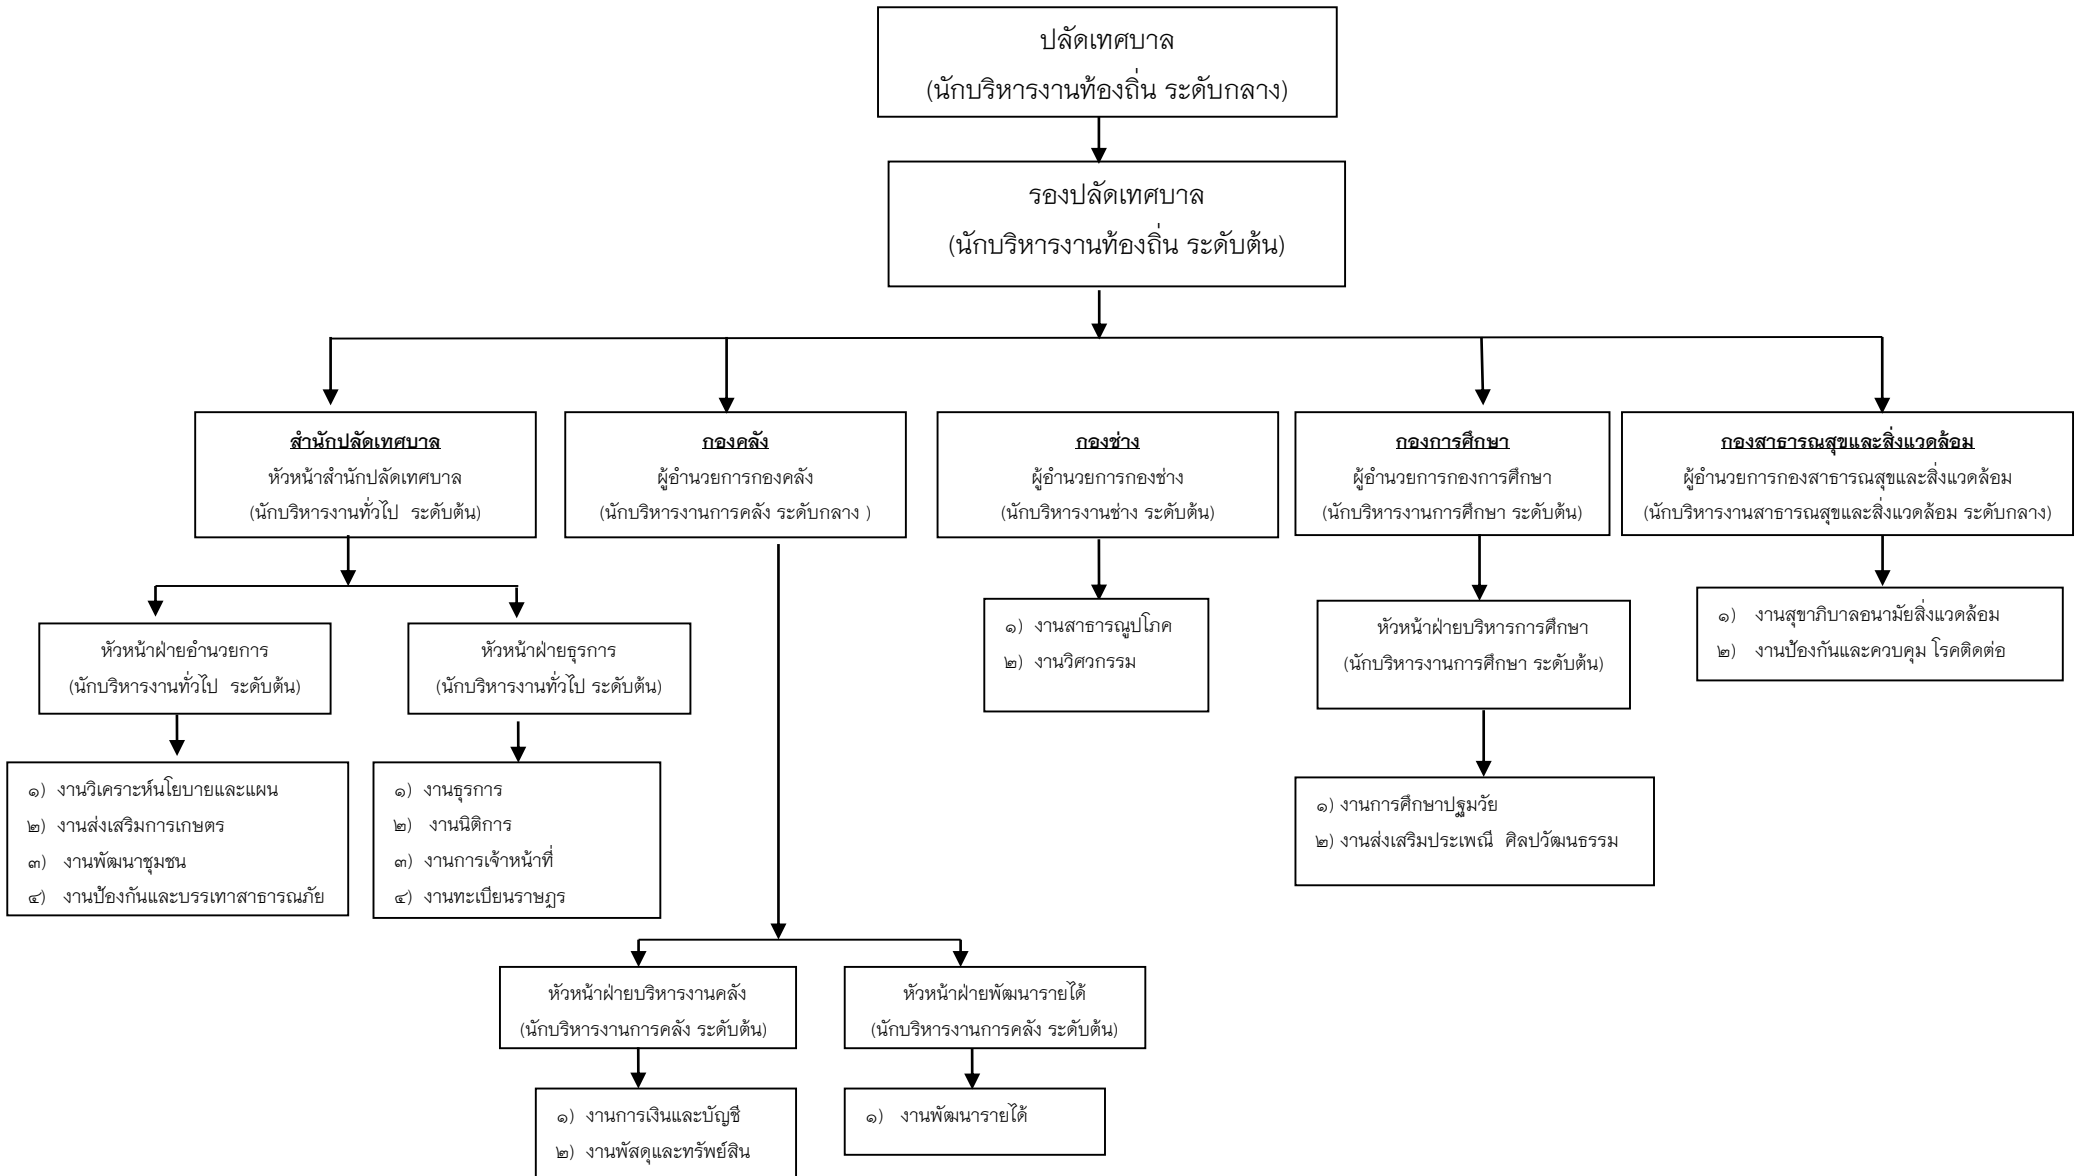 ปลัดเทศบาล
(นักบริหารงานท้องถิ่น ระดับกลาง)
รองปลัดเทศบาล
(นักบริหารงานท้องถิ่น ระดับต้น)
สำนักปลัดเทศบาล
หัวหน้าสำนักปลัดเทศบาล
(นักบริหารงานทั่วไป ระดับต้น)
กองคลัง
ผู้อำนวยการกองคลัง
(นักบริหารงานการคลัง ระดับกลาง )
กองช่าง
ผู้อำนวยการกองช่าง
(นักบริหารงานช่าง ระดับต้น)
กองการศึกษา
ผู้อำนวยการกองการศึกษา
(นักบริหารงานการศึกษา ระดับต้น)
กองสาธารณสุขและสิ่งแวดล้อม
ผู้อำนวยการกองสาธารณสุขและสิ่งแวดล้อม
(นักบริหารงานสาธารณสุขและสิ่งแวดล้อม ระดับกลาง)
หัวหน้าฝ่ายอำนวยการ
(นักบริหารงานทั่วไป ระดับต้น)
หัวหน้าฝ่ายธุรการ
(นักบริหารงานทั่วไป ระดับต้น)
๑) งานสาธารณูปโภค
๒) งานวิศวกรรม
หัวหน้าฝ่ายบริหารการศึกษา
(นักบริหารงานการศึกษา ระดับต้น)
๑) งานสุขาภิบาลอนามัยสิ่งแวดล้อม
๒) งานป้องกันและควบคุม โรคติดต่อ
๑) งานวิเคราะห์นโยบายและแผน
๒) งานส่งเสริมการเกษตร
๓) งานพัฒนาชุมชน
๔) งานป้องกันและบรรเทาสาธารณภัย
๑) งานธุรการ
๒) งานนิติการ
๓) งานการเจ้าหน้าที่
๔) งานทะเบียนราษฎร
๑) งานการศึกษาปฐมวัย
๒) งานส่งเสริมประเพณี ศิลปวัฒนธรรม
หัวหน้าฝ่ายบริหารงานคลัง
(นักบริหารงานการคลัง ระดับต้น)
หัวหน้าฝ่ายพัฒนารายได้
(นักบริหารงานการคลัง ระดับต้น)
๑) งานการเงินและบัญชี
๒) งานพัสดุและทรัพย์สิน
๑) งานพัฒนารายได้